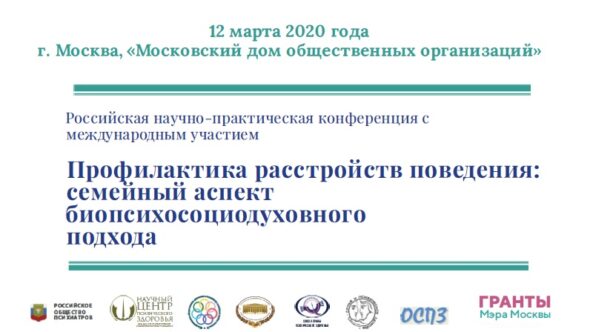 12 марта 2020 года
г. Москва, «Московский дом общественных организаций»
Российская научно-практическая конференция с
международным участием
Профилактика расстройств поведения:
семейный аспект
биопсихосоциодуховного
подхода
РОССИЙСКОЕ
ОБЩЕСТВО
ПСИХИАТРОВ
НАУЧНЫЙ
ЦЕНТР
ПСИХИЧЕСКОГО
ЗДОРОВЬЯ
ОСПЗ
ГРАНТЫ
Мэра Москвы